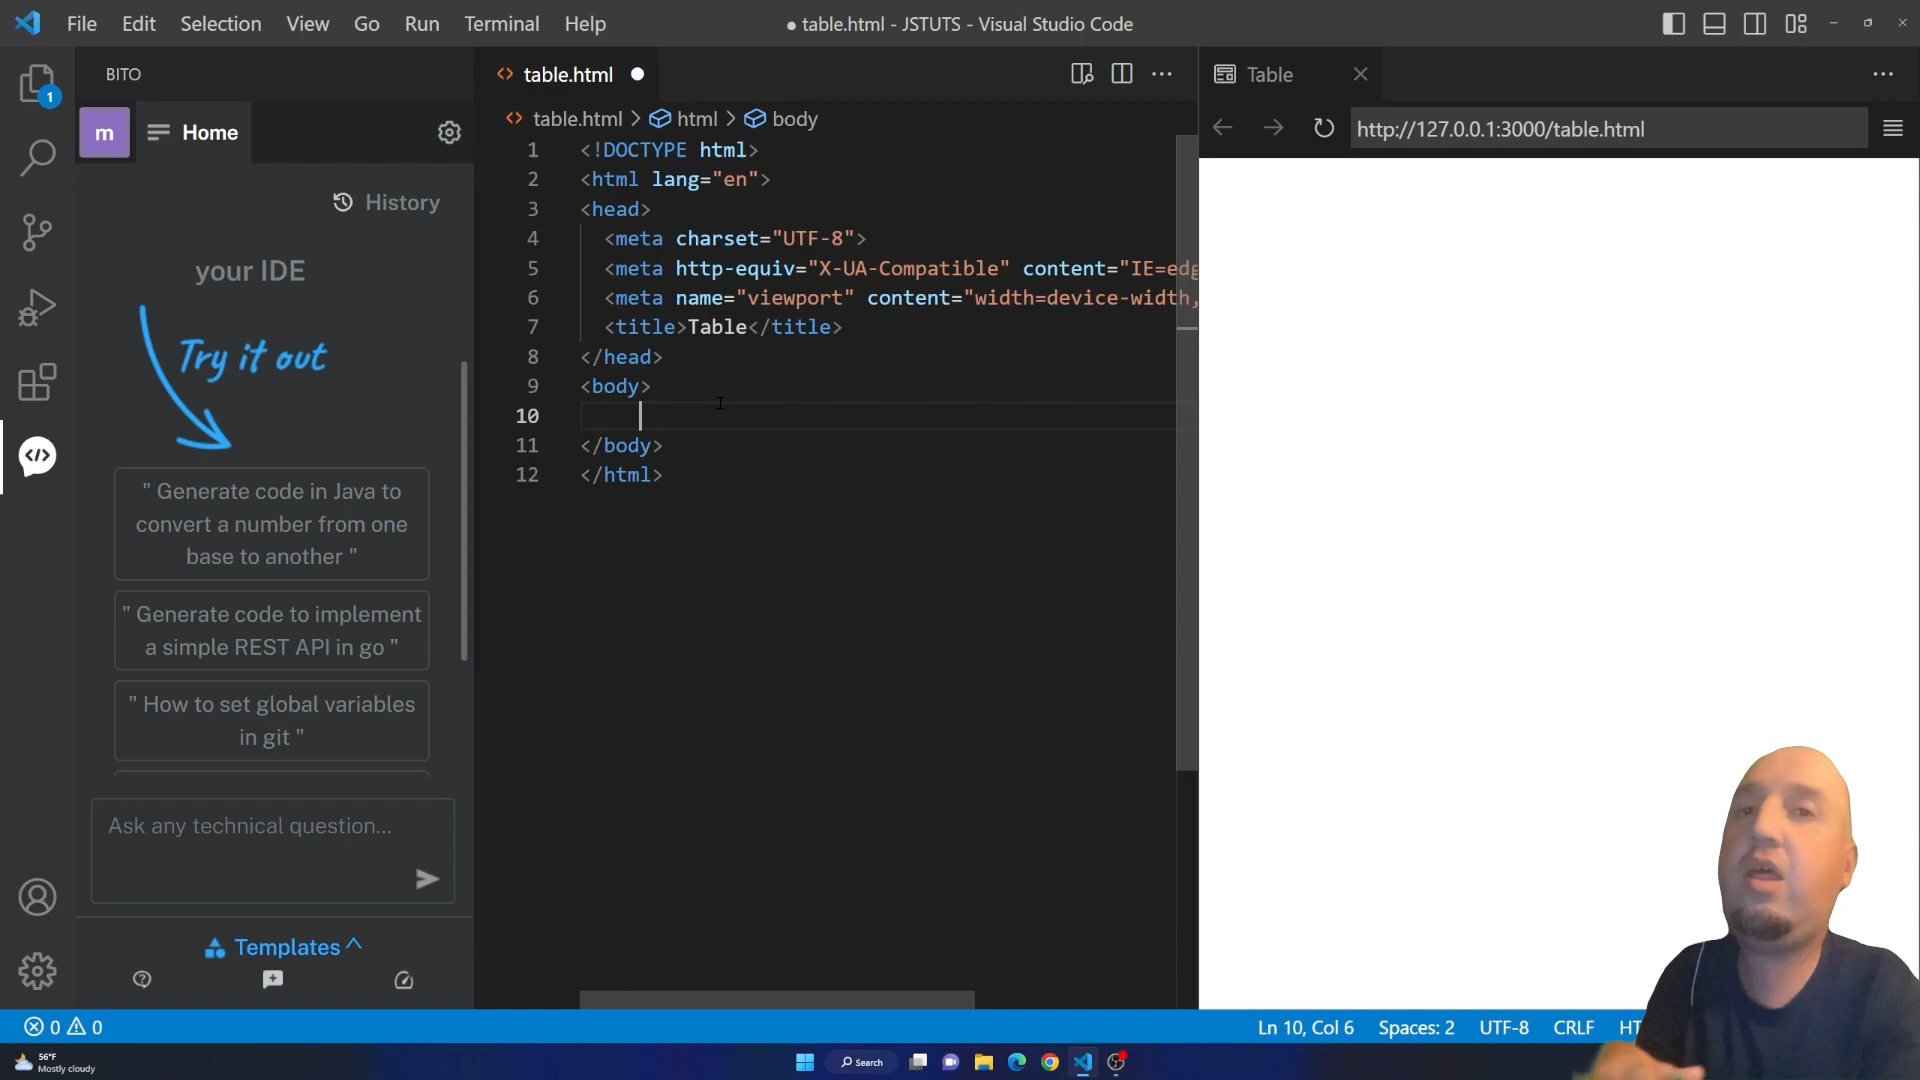 File Edit Selection View Go Run Terminal Help
● table.html - JSTUTS - Visual Studio Code
1
BITO
m
Home
History
your IDE
Try it out
" Generate code in Java to
convert a number from one
base to another "
" Generate code to implement
a simple REST API in go "
" How to set global variables
in git "
Ask any technical question...
Templates
table.html
table.html > html > body
1 <!DOCTYPE html>
2 <html lang="en">
3 <head>
4 <meta charset="UTF-8">
5 <meta http-equiv="X-UA-Compatible" content="IE=edg
6 <meta name="viewport" content="width=device-width,
7 <title>Table</title>
8 </head>
9 <body>
10
11 </body>
12 </html>
Table
http://127.0.0.1:3000/table.html
0 0
Ln 10, Col 6 Spaces: 2 UTF-8 CRLF HT
56°F
Mostly cloudy
Search